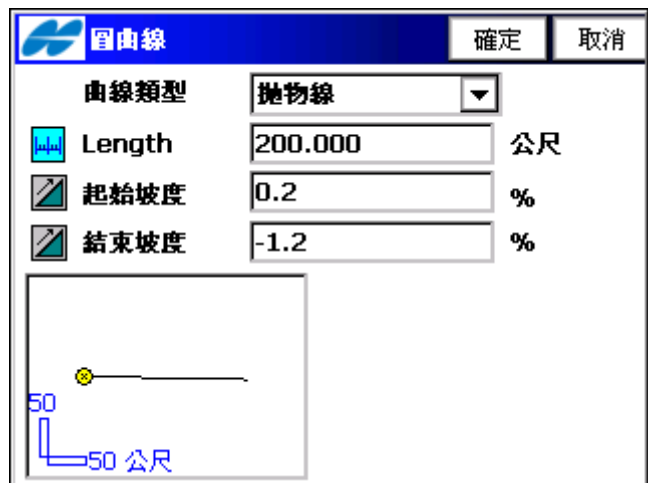 圓曲線 確定 取消
曲線類型 拋物線
Length 200.000 公尺
起始坡度 0.2 %
結束坡度 -1.2 %
50
50 公尺